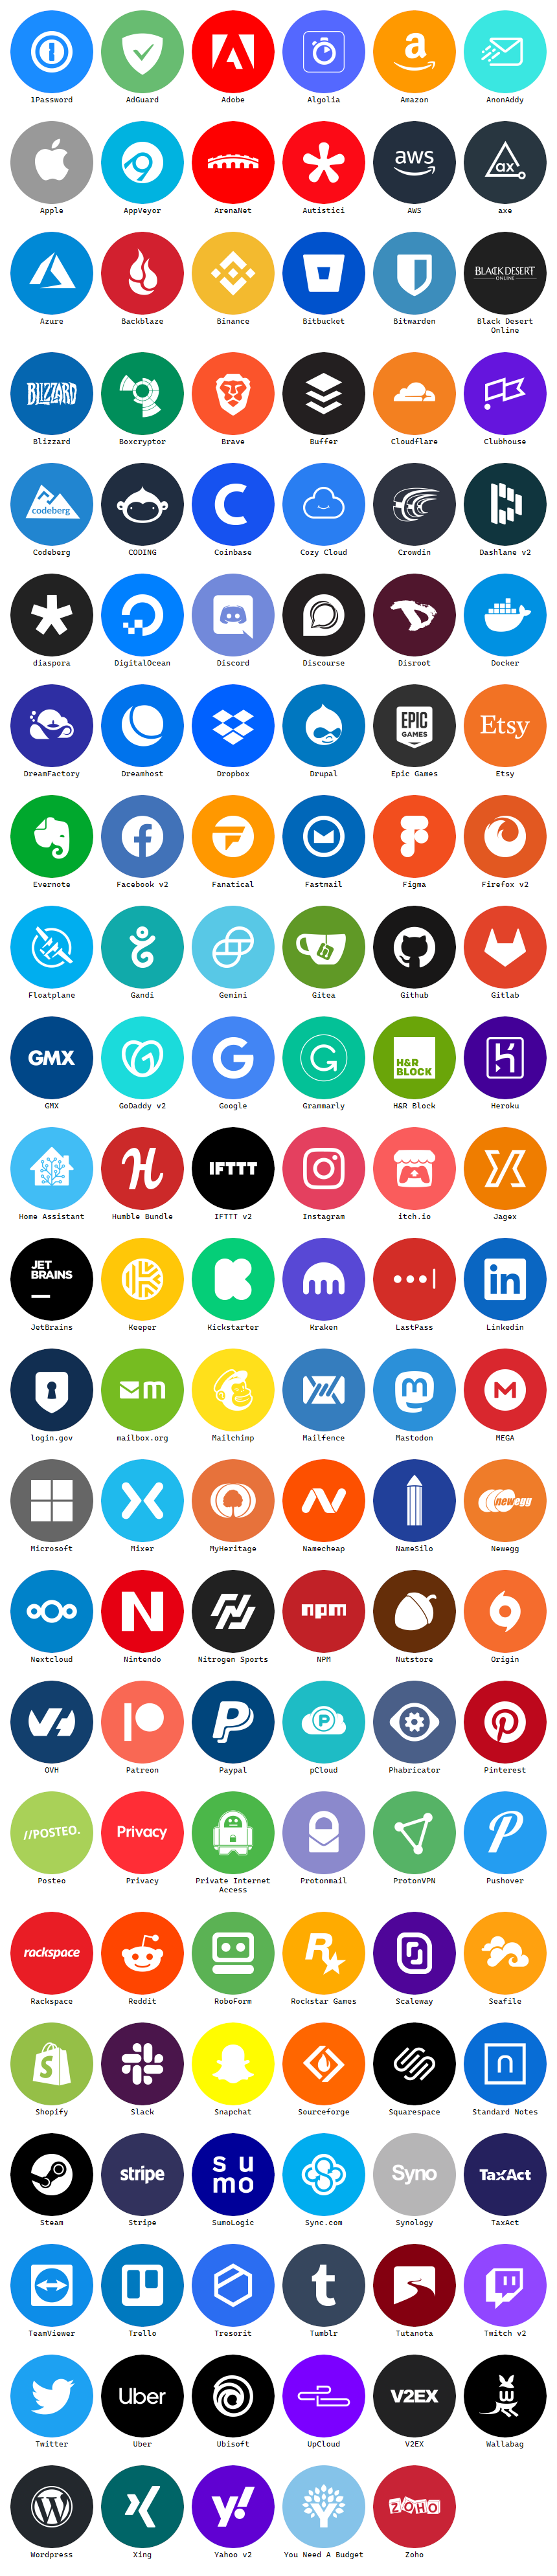 1Password AdGuard Adobe Algolia Amazon AnonAddy
aws ax
Apple AppVeyor ArenaNet Autistici AWS axe
BLACK DESERT
ONLINE
Azure Backblaze Binance Bitbucket Bitwarden Black Desert
Online
BLIZZARD
Blizzard Boxcryptor Brave Buffer Cloudflare Clubhouse
codeberg
Codeberg CODING Coinbase Cozy Cloud Crowdin Dashlane v2
diaspora DigitalOcean Discord Discourse Disroot Docker
EPIC
GAMES Etsy
DreamFactory Dreamhost Dropbox Drupal Epic Games Etsy
Evernote Facebook v2 Fanatical Fastmail Figma Firefox v2
Floatplane Gandi Gemini Gitea Github Gitlab
GMX G H&R
BLOCK
GMX GoDaddy v2 Google Grammarly H&R Block Heroku
H IFTTT
Home Assistant Humble Bundle IFTTT v2 Instagram itch.io Jagex
JET
BRAINS in
JetBrains Keeper Kickstarter Kraken LastPass Linkedin
m m M
login.gov mailbox.org Mailchimp Mailfence Mastodon MEGA
newegg
Microsoft Mixer MyHeritage Namecheap NameSilo Newegg
N npm
Nextcloud Nintendo Nitrogen Sports NPM Nutstore Origin
P P
OVH Patreon Paypal pCloud Phabricator Pinterest
//POSTEO. Privacy P
Posteo Privacy Private Internet
Access Protonmail ProtonVPN Pushover
rackspace R
Rackspace Reddit RoboForm Rockstar Games Scaleway Seafile
S n
Shopify Slack Snapchat Sourceforge Squarespace Standard Notes
stripe su
mo Syno TaxAct
Steam Stripe SumoLogic Sync.com Synology TaxAct
t
TeamViewer Trello Tresorit Tumblr Tutanota Twitch v2
Uber V2EX
Twitter Uber Ubisoft UpCloud V2EX Wallabag
W y! ZOHO
Wordpress Xing Yahoo v2 You Need A Budget Zoho